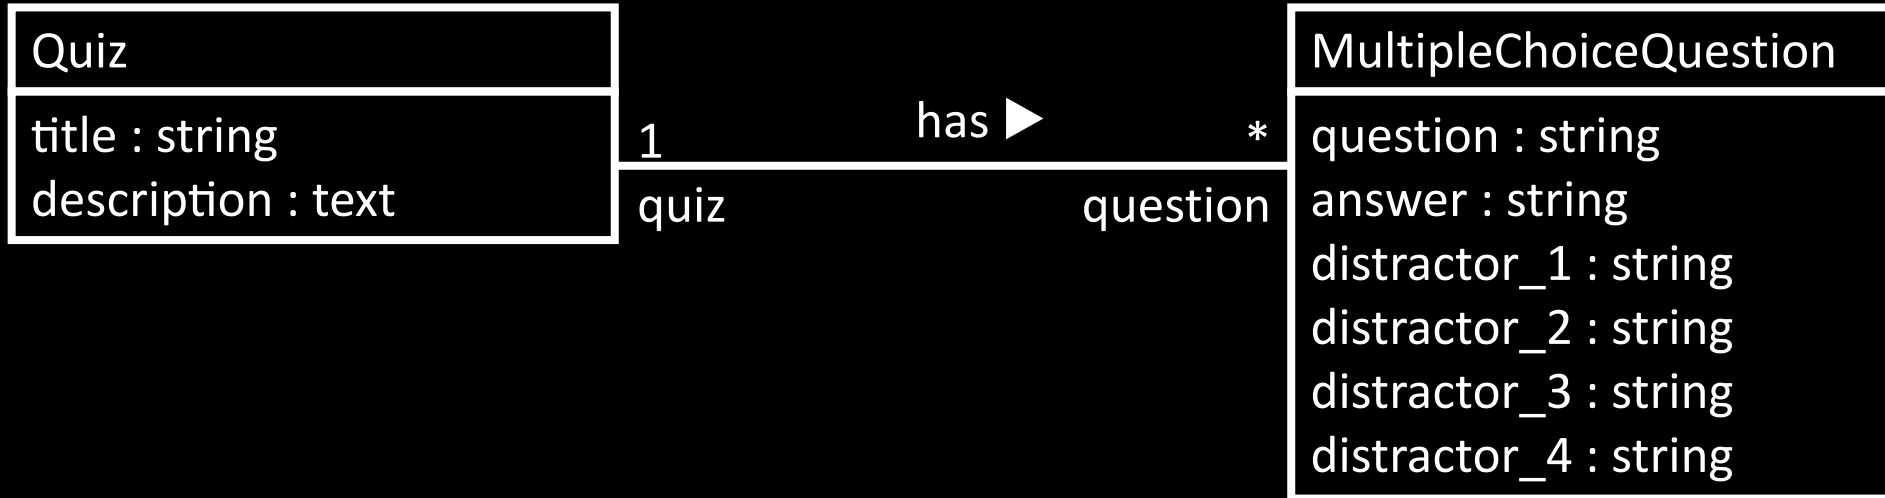 Quiz
title : string
description : text
1
has
*
quiz
question
MultipleChoiceQuestion
question : string
answer : string
distractor_1 : string
distractor_2 : string
distractor_3 : string
distractor_4 : string